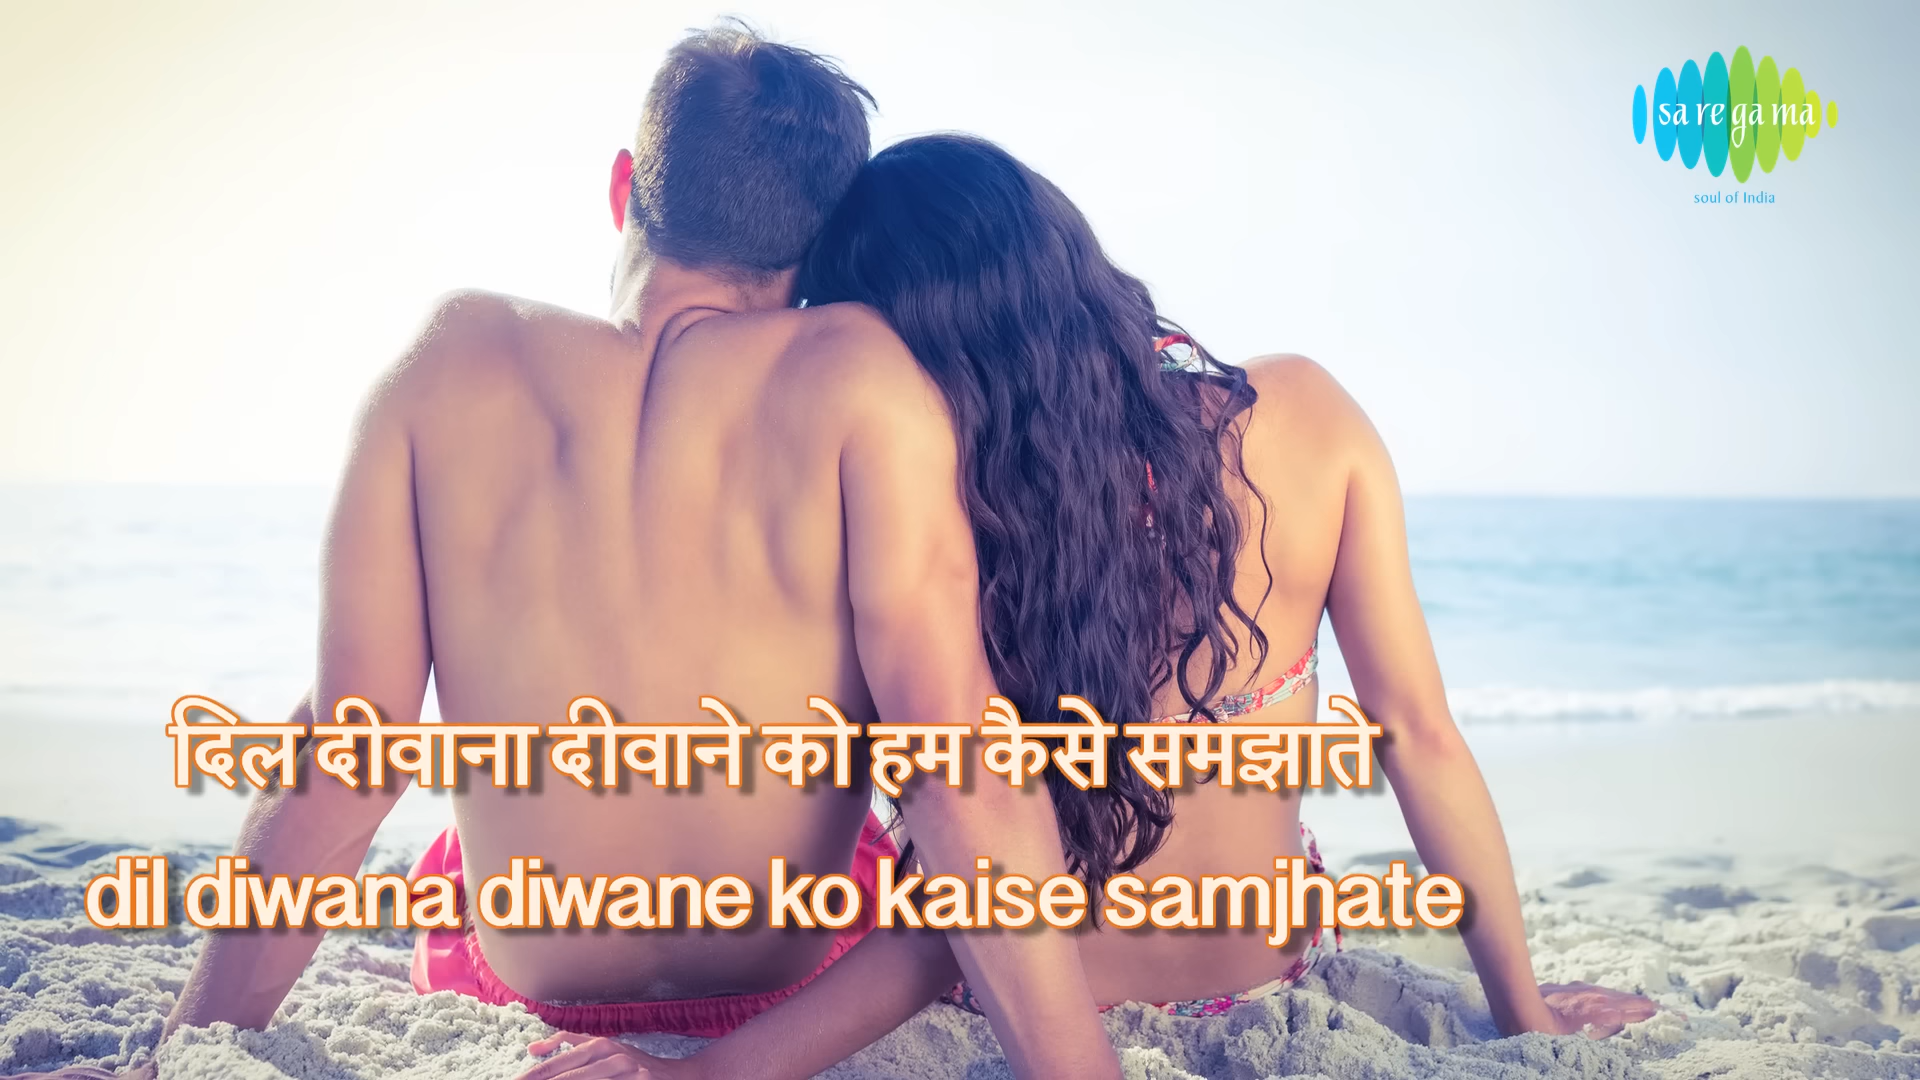 sa re ga ma
soul of India
दिल दीवाना दीवाने को हम कैसे समझाते
dil diwana diwane ko kaise samjhate